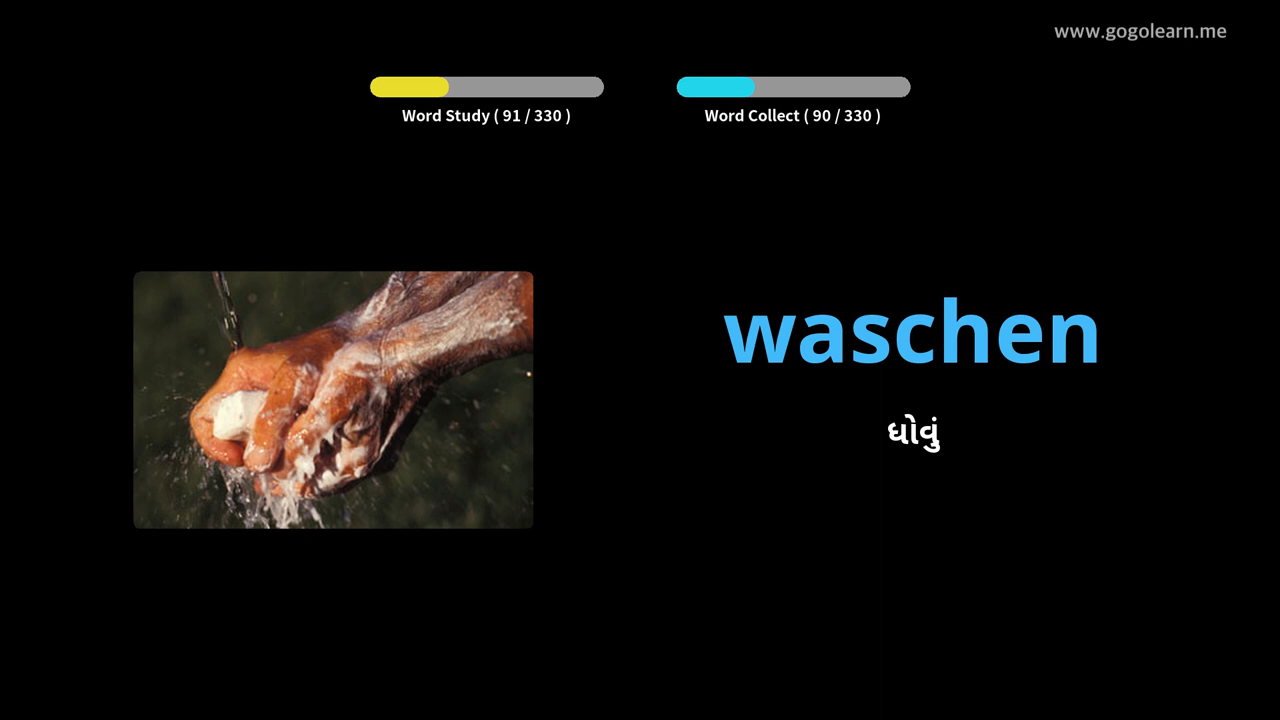 www.gogolearn.me
Word Study ( 91 / 330 )
Word Collect ( 90 / 330 )
waschen
ધોવું